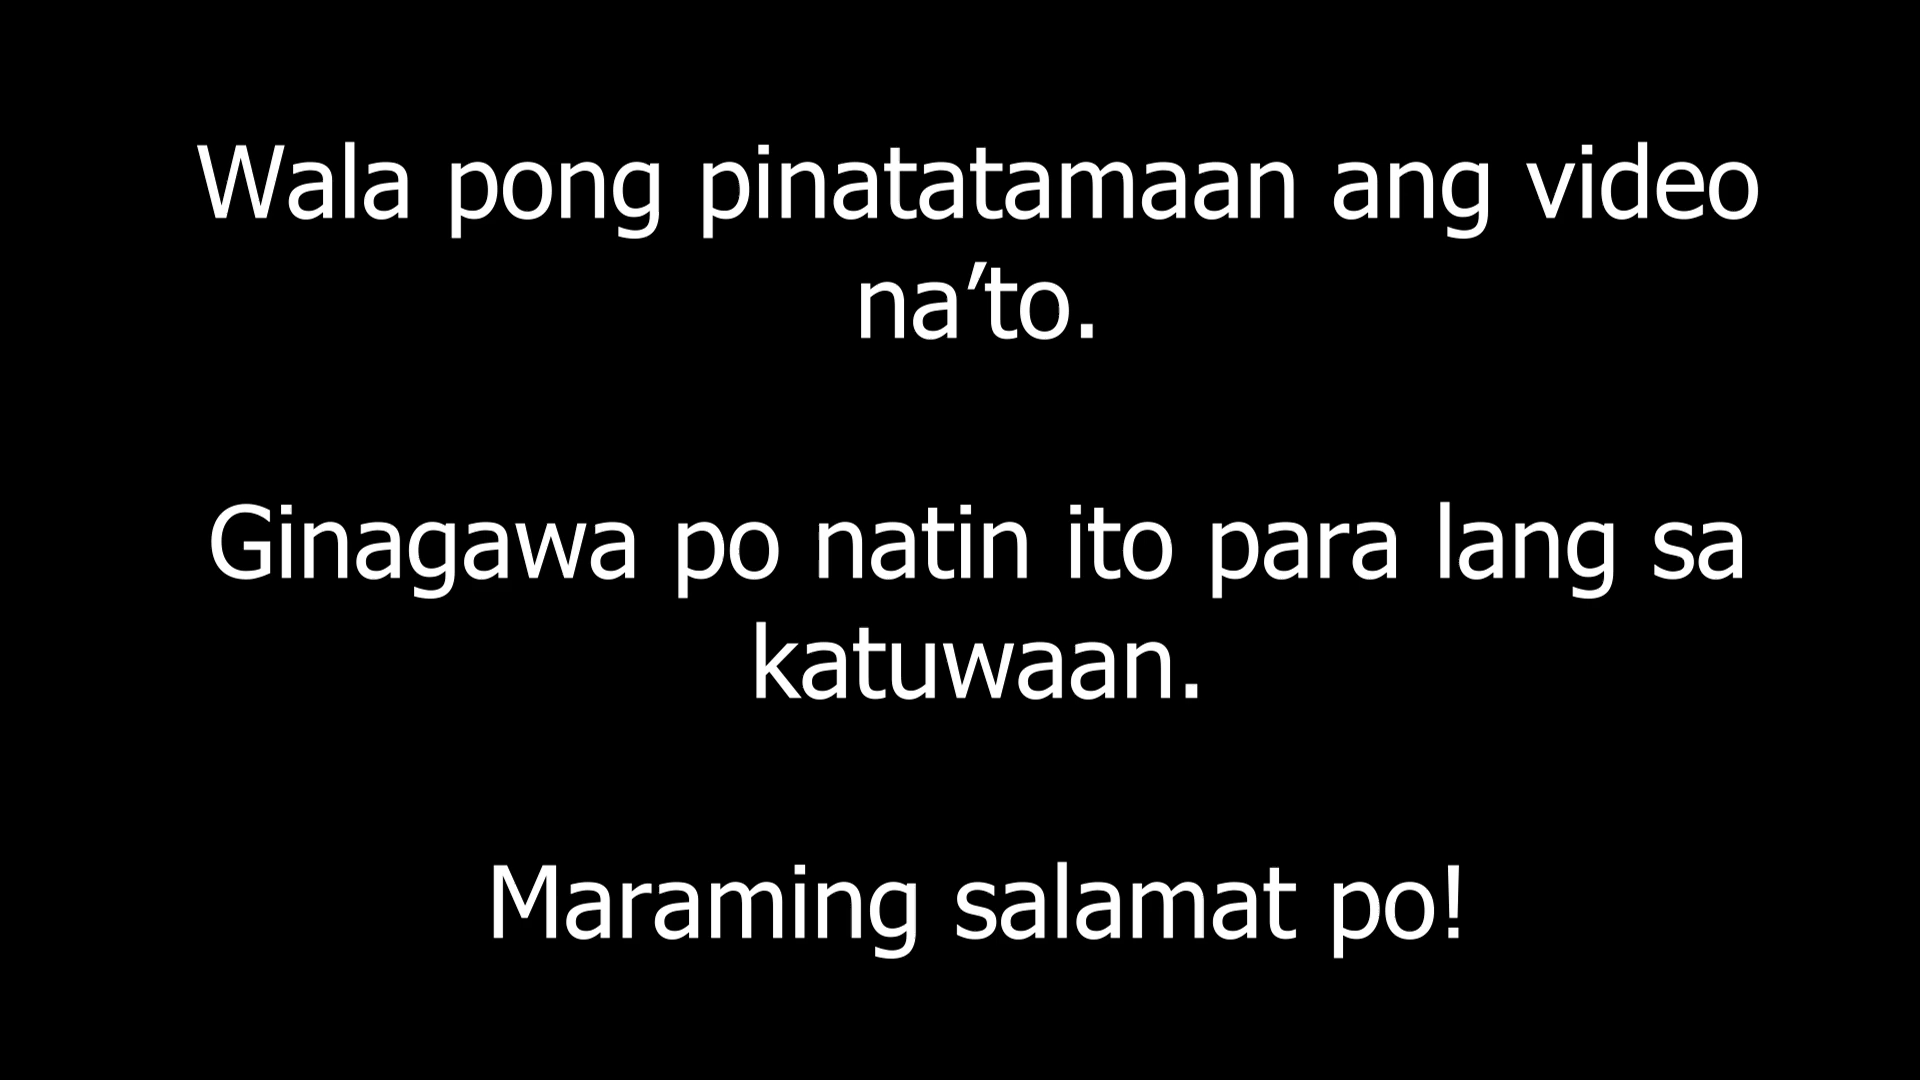 Wala pong pinatatamaan ang video
na’to.
Ginagawa po natin ito para lang sa
katuwaan.
Maraming salamat po!